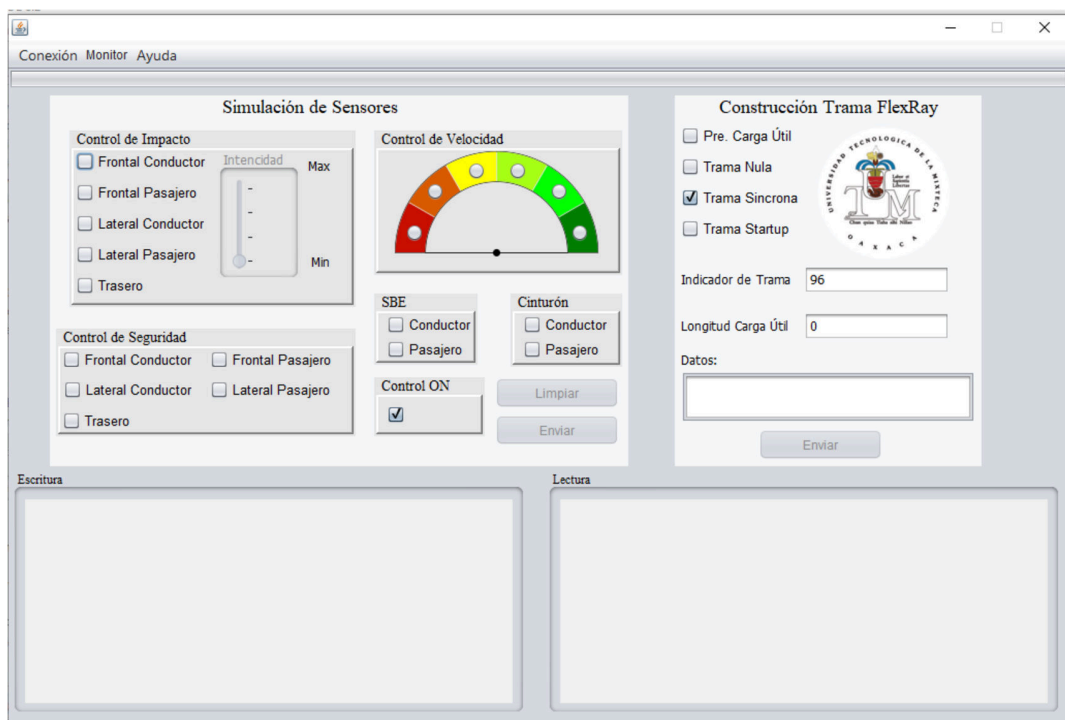 Conexión Monitor Ayuda
Simulación de Sensores
Control de Impacto
Frontal Conductor
Frontal Pasajero
Lateral Conductor
Lateral Pasajero
Trasero
Intencidad
Max
Min
Control de Velocidad
Control de Seguridad
Frontal Conductor Frontal Pasajero
Lateral Conductor Lateral Pasajero
Trasero
SBE
Conductor
Pasajero
Cinturón
Conductor
Pasajero
Control ON
Limpiar
Enviar
Construcción Trama FlexRay
Pre. Carga Útil
Trama Nula
Trama Sincrona
Trama Startup
UNIVERSIDAD TECNOLOGICA DE LA MIXTECA
OAXACA
Indicador de Trama 96
Longitud Carga Útil 0
Datos:
Enviar
Escritura
Lectura